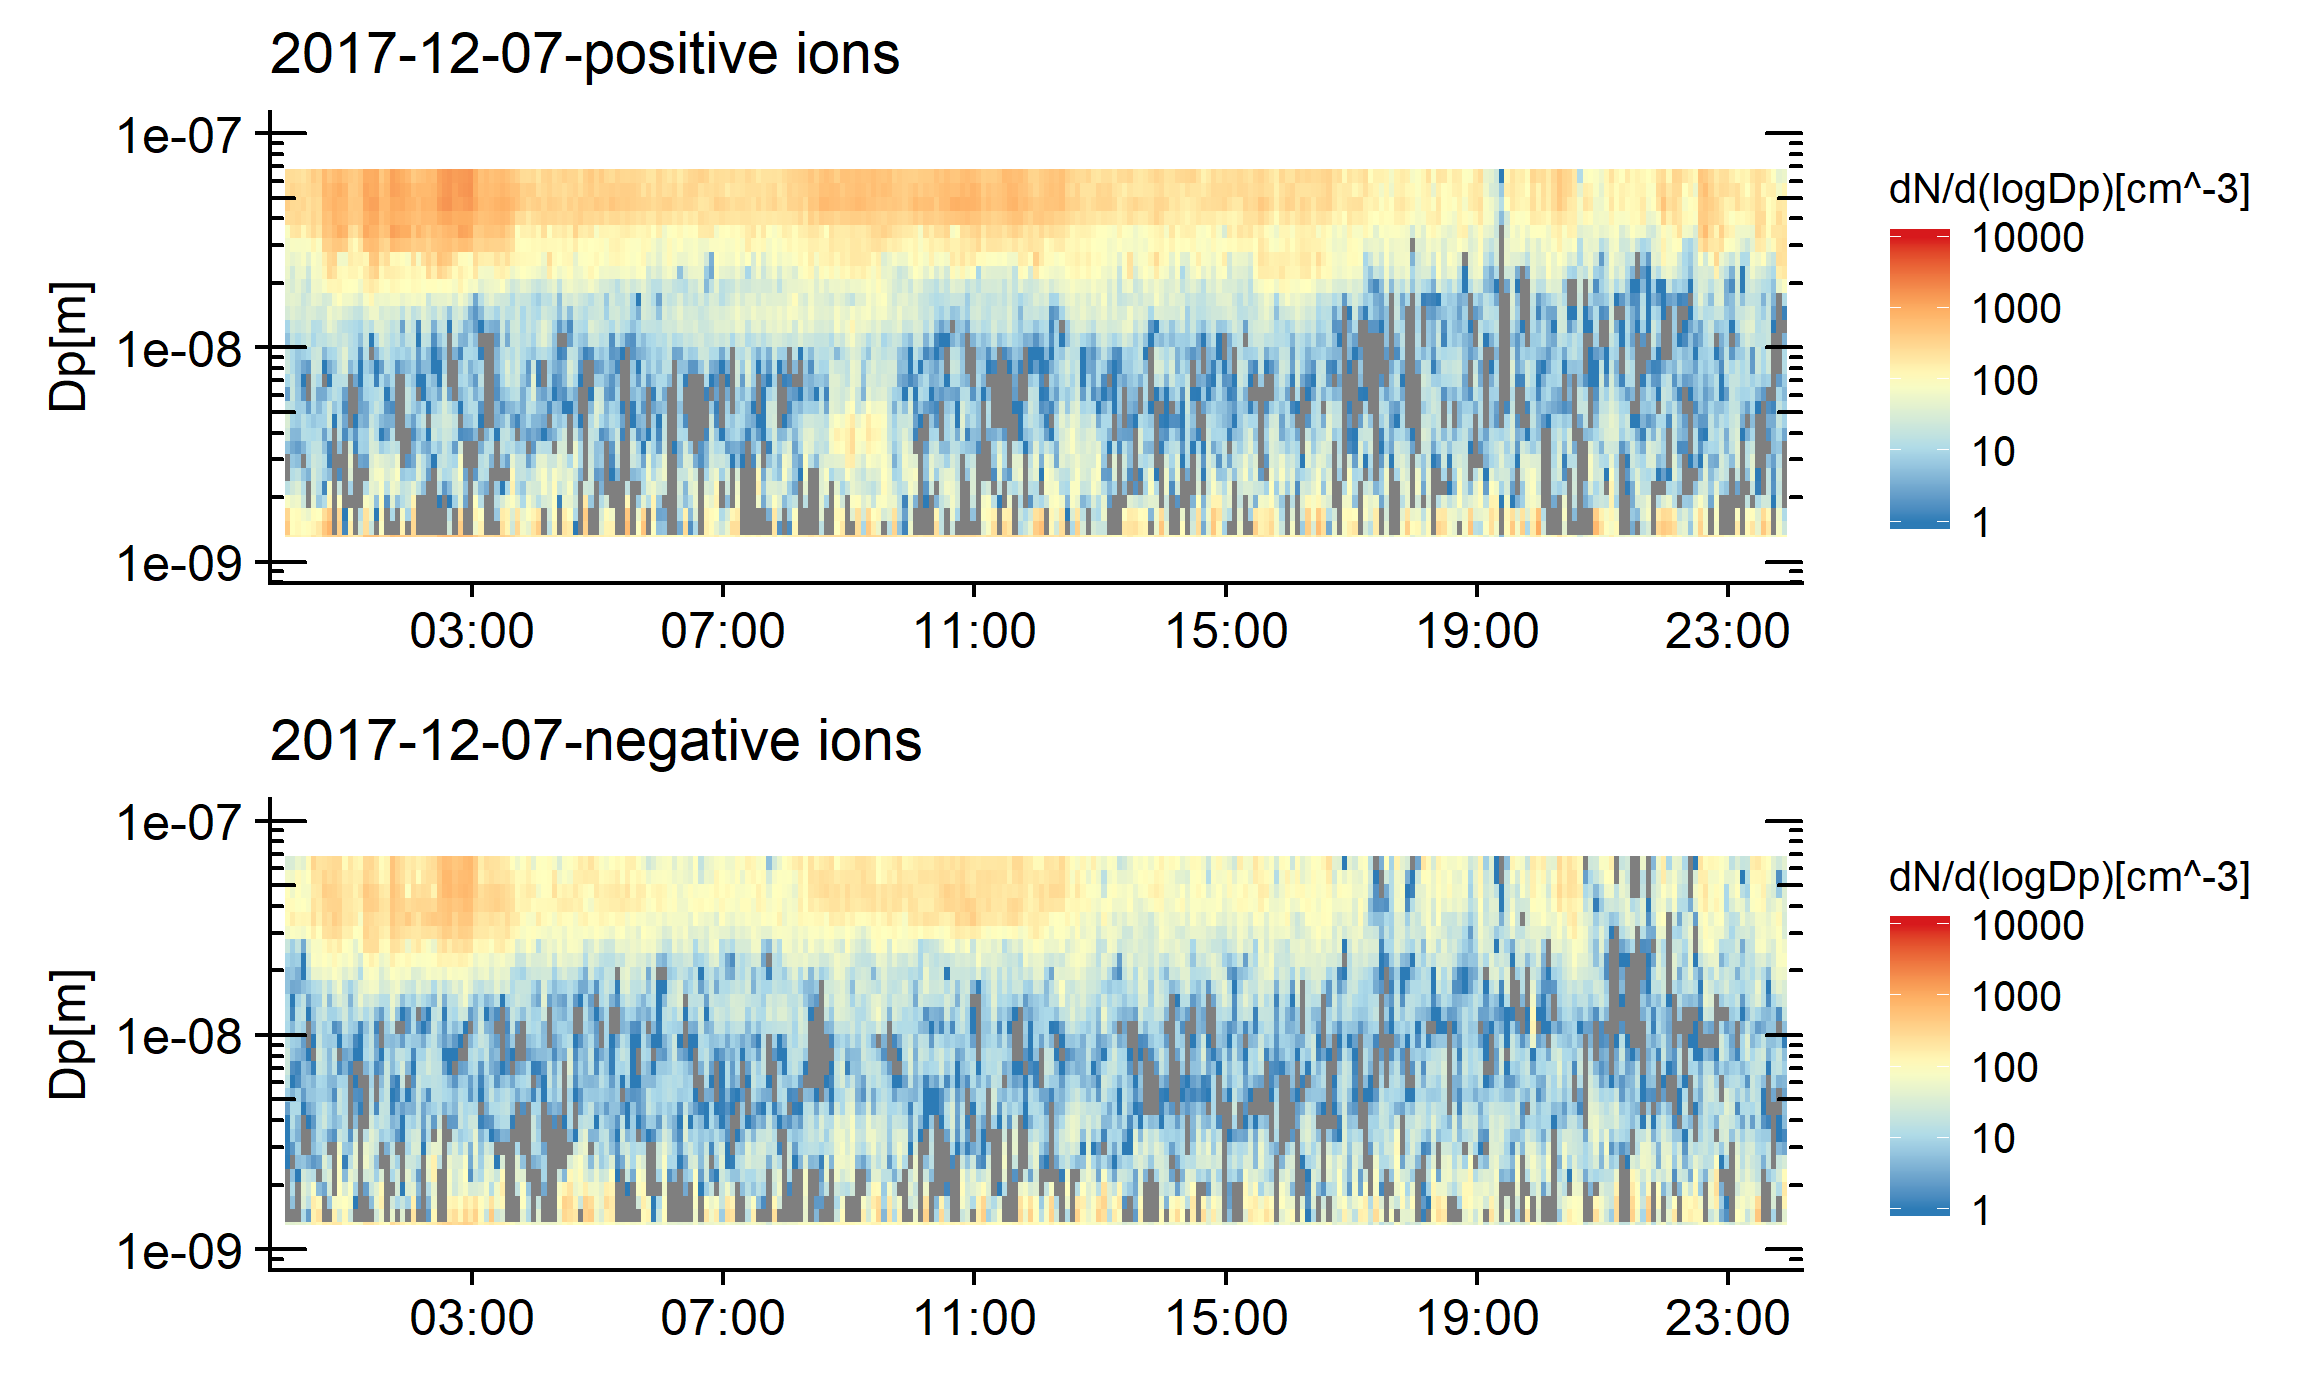 2017-12-07-positive ions
1e-07
1e-08
1e-09
Dp[m]
03:00 07:00 11:00 15:00 19:00 23:00
dN/d(logDp)[cm^-3]
10000
1000
100
10
1
2017-12-07-negative ions
1e-07
1e-08
1e-09
Dp[m]
03:00 07:00 11:00 15:00 19:00 23:00
dN/d(logDp)[cm^-3]
10000
1000
100
10
1